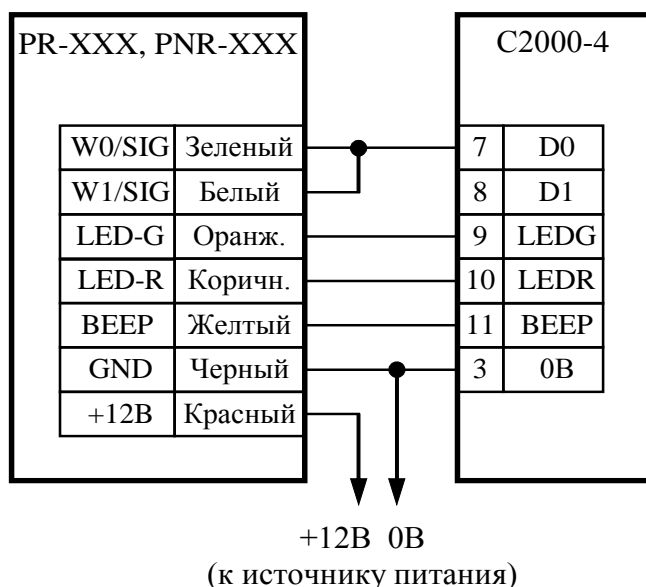 PR-XXX, PNR-XXX C2000-4
W0/SIG Зеленый 7 D0
W1/SIG Белый 8 D1
LED-G Оранж. 9 LEDG
LED-R Коричн. 10 LEDR
BEEP Желтый 11 BEEP
GND Черный 3 0В
+12В Красный
+12В 0В
(к источнику питания)